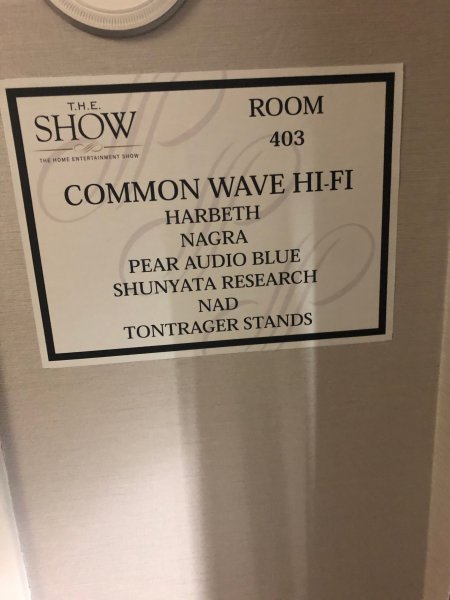 T.H.E.
SHOW
THE HOME ENTERTAINMENT SHOW
ROOM
403
COMMON WAVE HI-FI
HARBETH
NAGRA
PEAR AUDIO BLUE
SHUNYATA RESEARCH
NAD
TONTRAGER STANDS